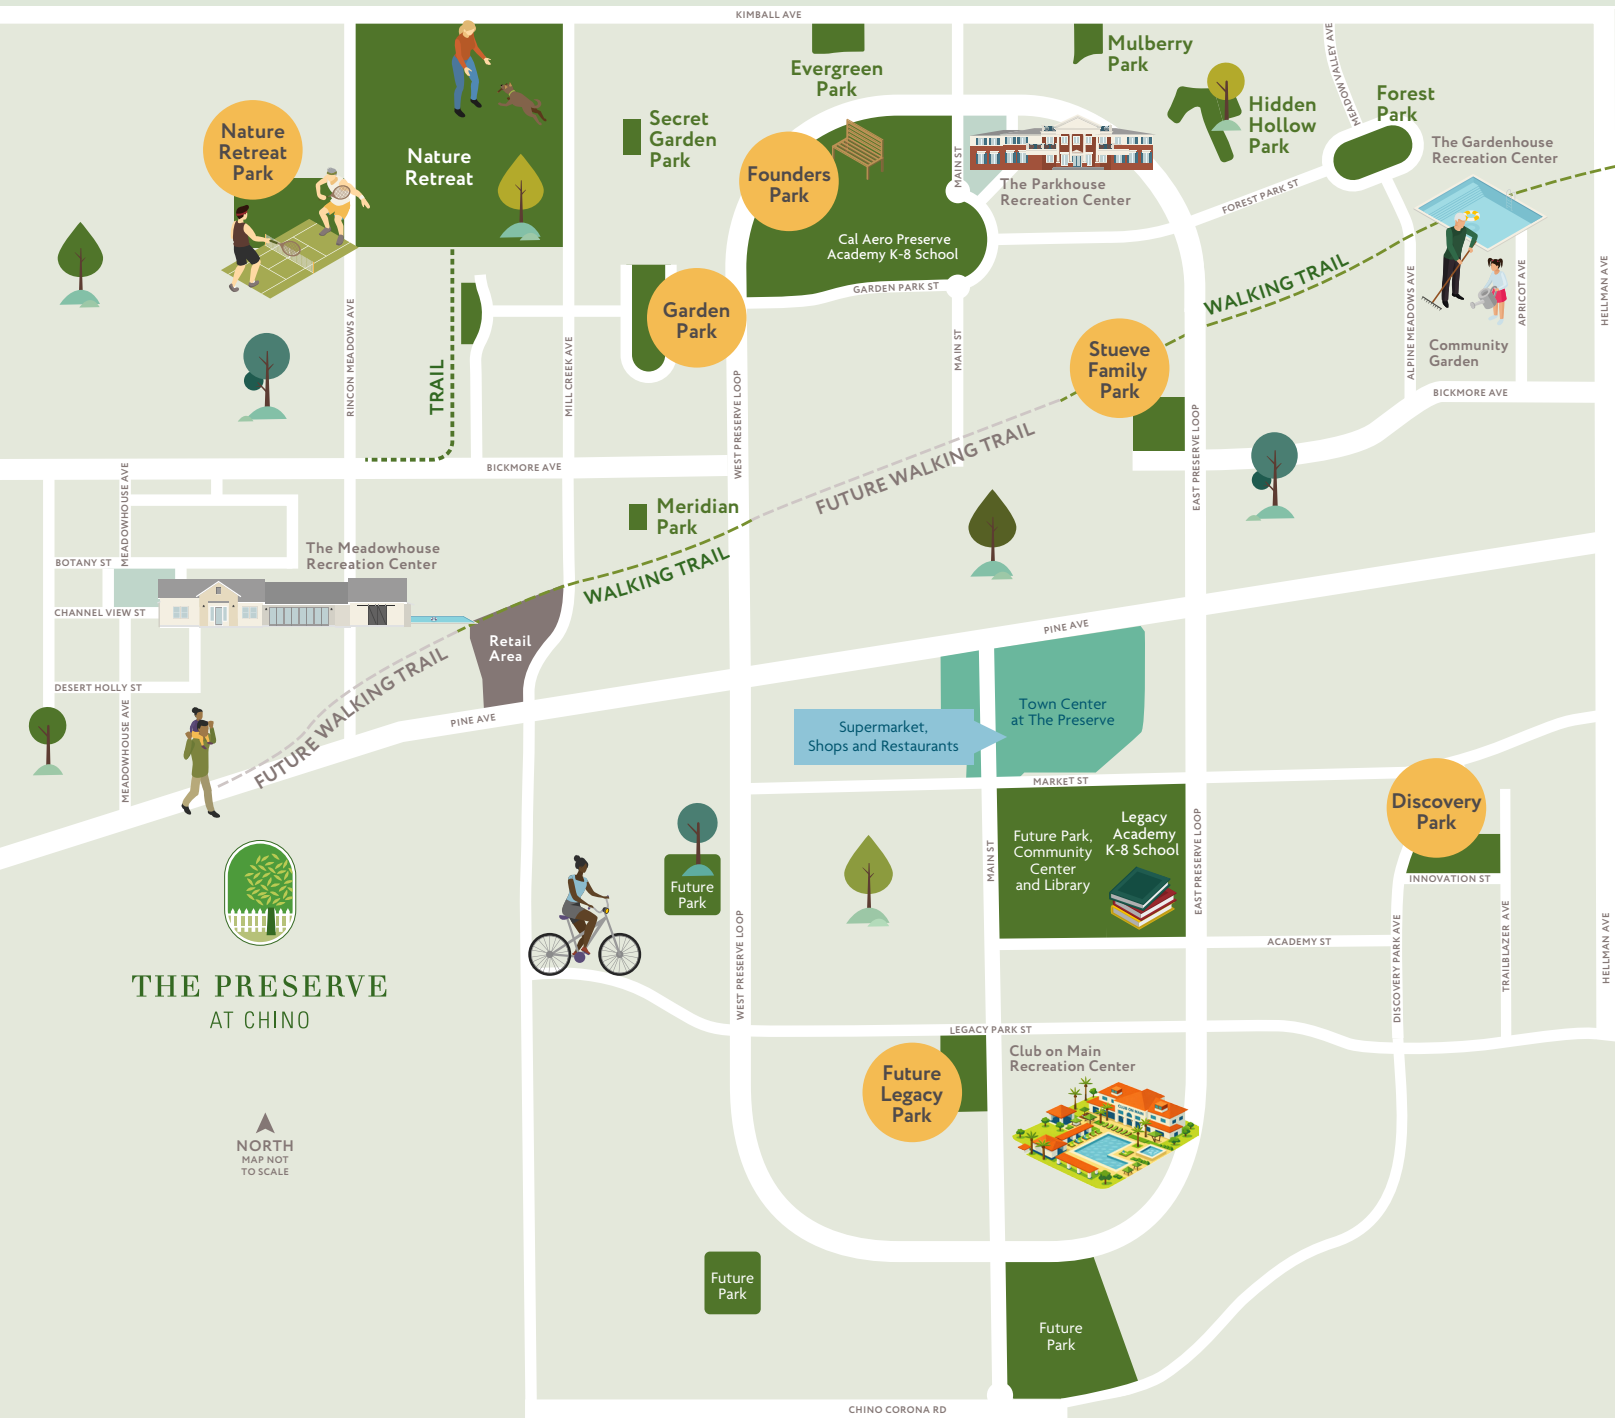 KIMBALL AVE
Evergreen
Park
Mulberry
Park
MEADOW VALLEY AVE
Hidden
Hollow
Park
Forest
Park
The Gardenhouse
Recreation Center
Nature
Retreat
Park
Nature
Retreat
Secret
Garden
Park
Founders
Park
MAIN ST
The Parkhouse
Recreation Center
FOREST PARK ST
Cal Aero Preserve
Academy K-8 School
GARDEN PARK ST
WALKING TRAIL
Garden
Park
MAIN ST
Stueve
Family
Park
ALPINE MEADOWS AVE
APRICOT AVE
HELLMAN AVE
Community
Garden
RINCON MEADOWS AVE
TRAIL
MILL CREEK AVE
WEST PRESERVE LOOP
BICKMORE AVE
EAST PRESERVE LOOP
FUTURE WALKING TRAIL
BICKMORE AVE
MEADOWHOUSE AVE
Meridian
Park
WALKING TRAIL
The Meadowhouse
Recreation Center
BOTANY ST
CHANNEL VIEW ST
DESERT HOLLY ST
MEADOWHOUSE AVE
Retail
Area
FUTURE WALKING TRAIL
PINE AVE
PINE AVE
Town Center
at The Preserve
Supermarket,
Shops and Restaurants
MARKET ST
Discovery
Park
Future Park,
Community
Center
and Library
Legacy
Academy
K-8 School
MAIN ST
EAST PRESERVE LOOP
INNOVATION ST
ACADEMY ST
DISCOVERY PARK AVE
TRAILBLAZER AVE
HELLMAN AVE
Future
Park
WEST PRESERVE LOOP
THE PRESERVE
AT CHINO
LEGACY PARK ST
Club on Main
Recreation Center
CLUB ON MAIN
Future
Legacy
Park
NORTH
MAP NOT
TO SCALE
Future
Park
Future
Park
CHINO CORONA RD